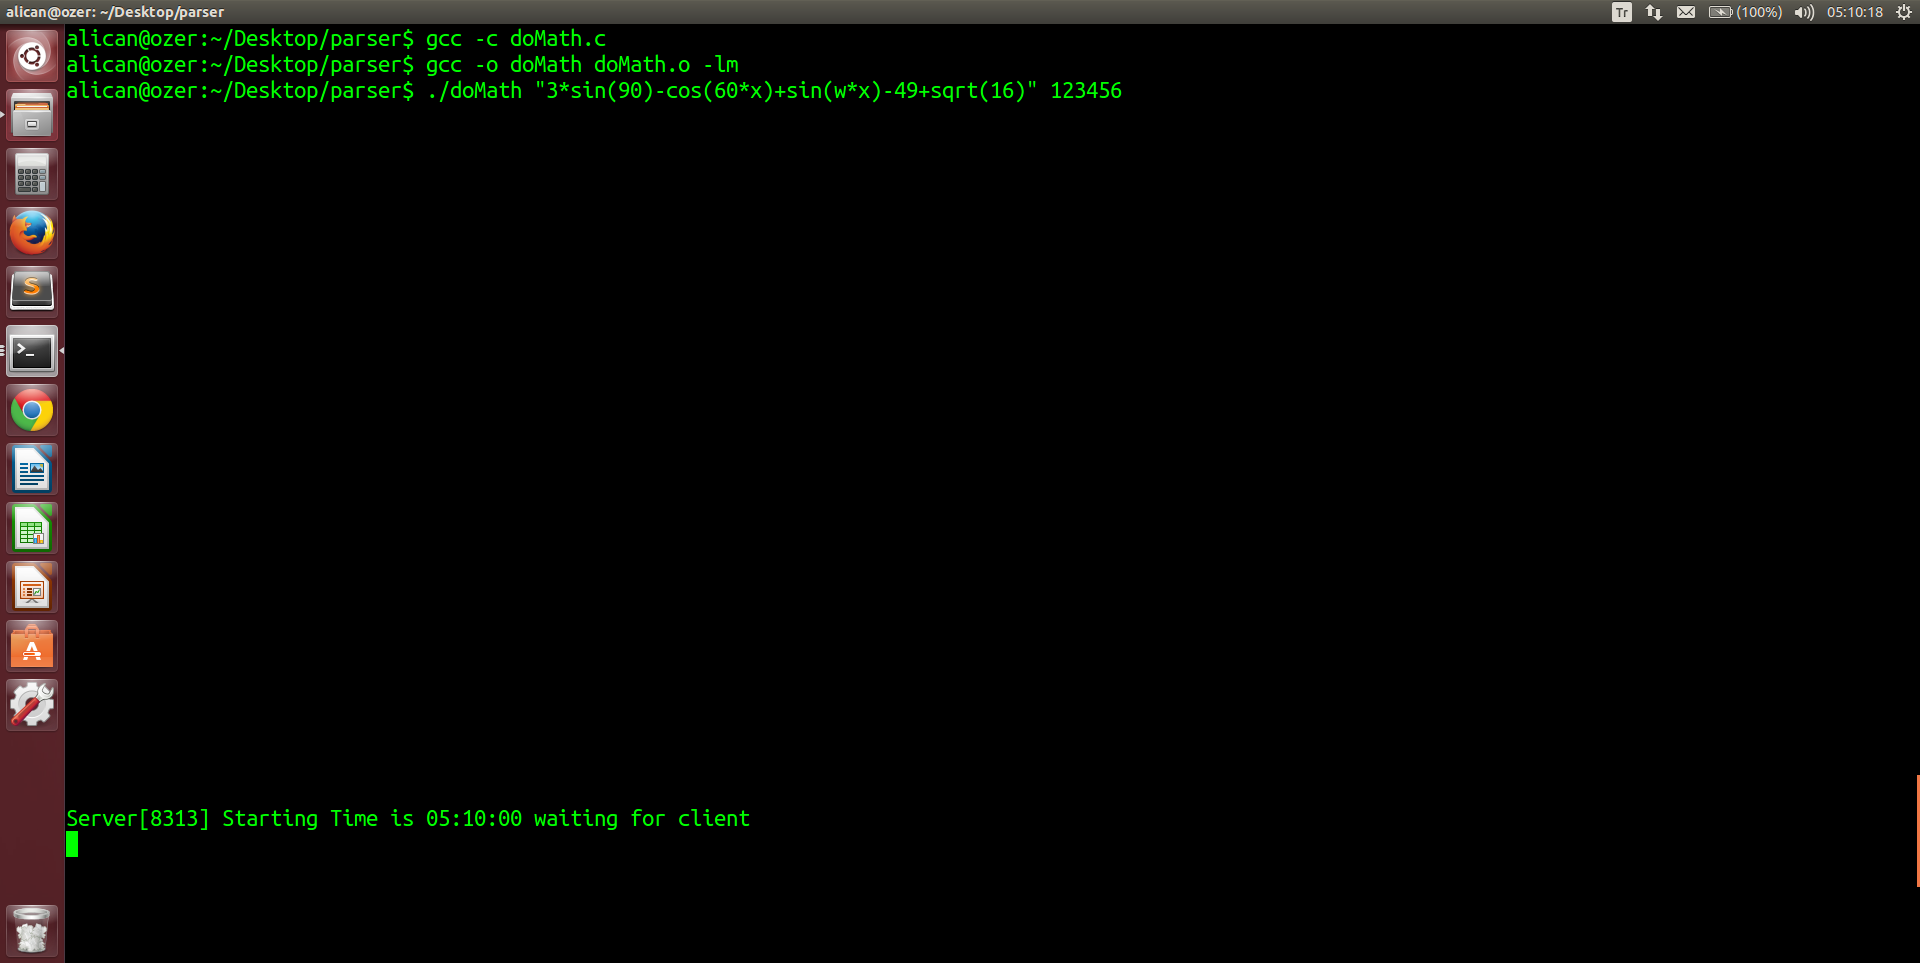 alican@ozer: ~/Desktop/parser
Tr (100%) 05:10:18
alican@ozer:~/Desktop/parser$ gcc -c doMath.c
alican@ozer:~/Desktop/parser$ gcc -o doMath doMath.o -lm
alican@ozer:~/Desktop/parser$ ./doMath "3*sin(90)-cos(60*x)+sin(w*x)-49+sqrt(16)" 123456
Server[8313] Starting Time is 05:10:00 waiting for client